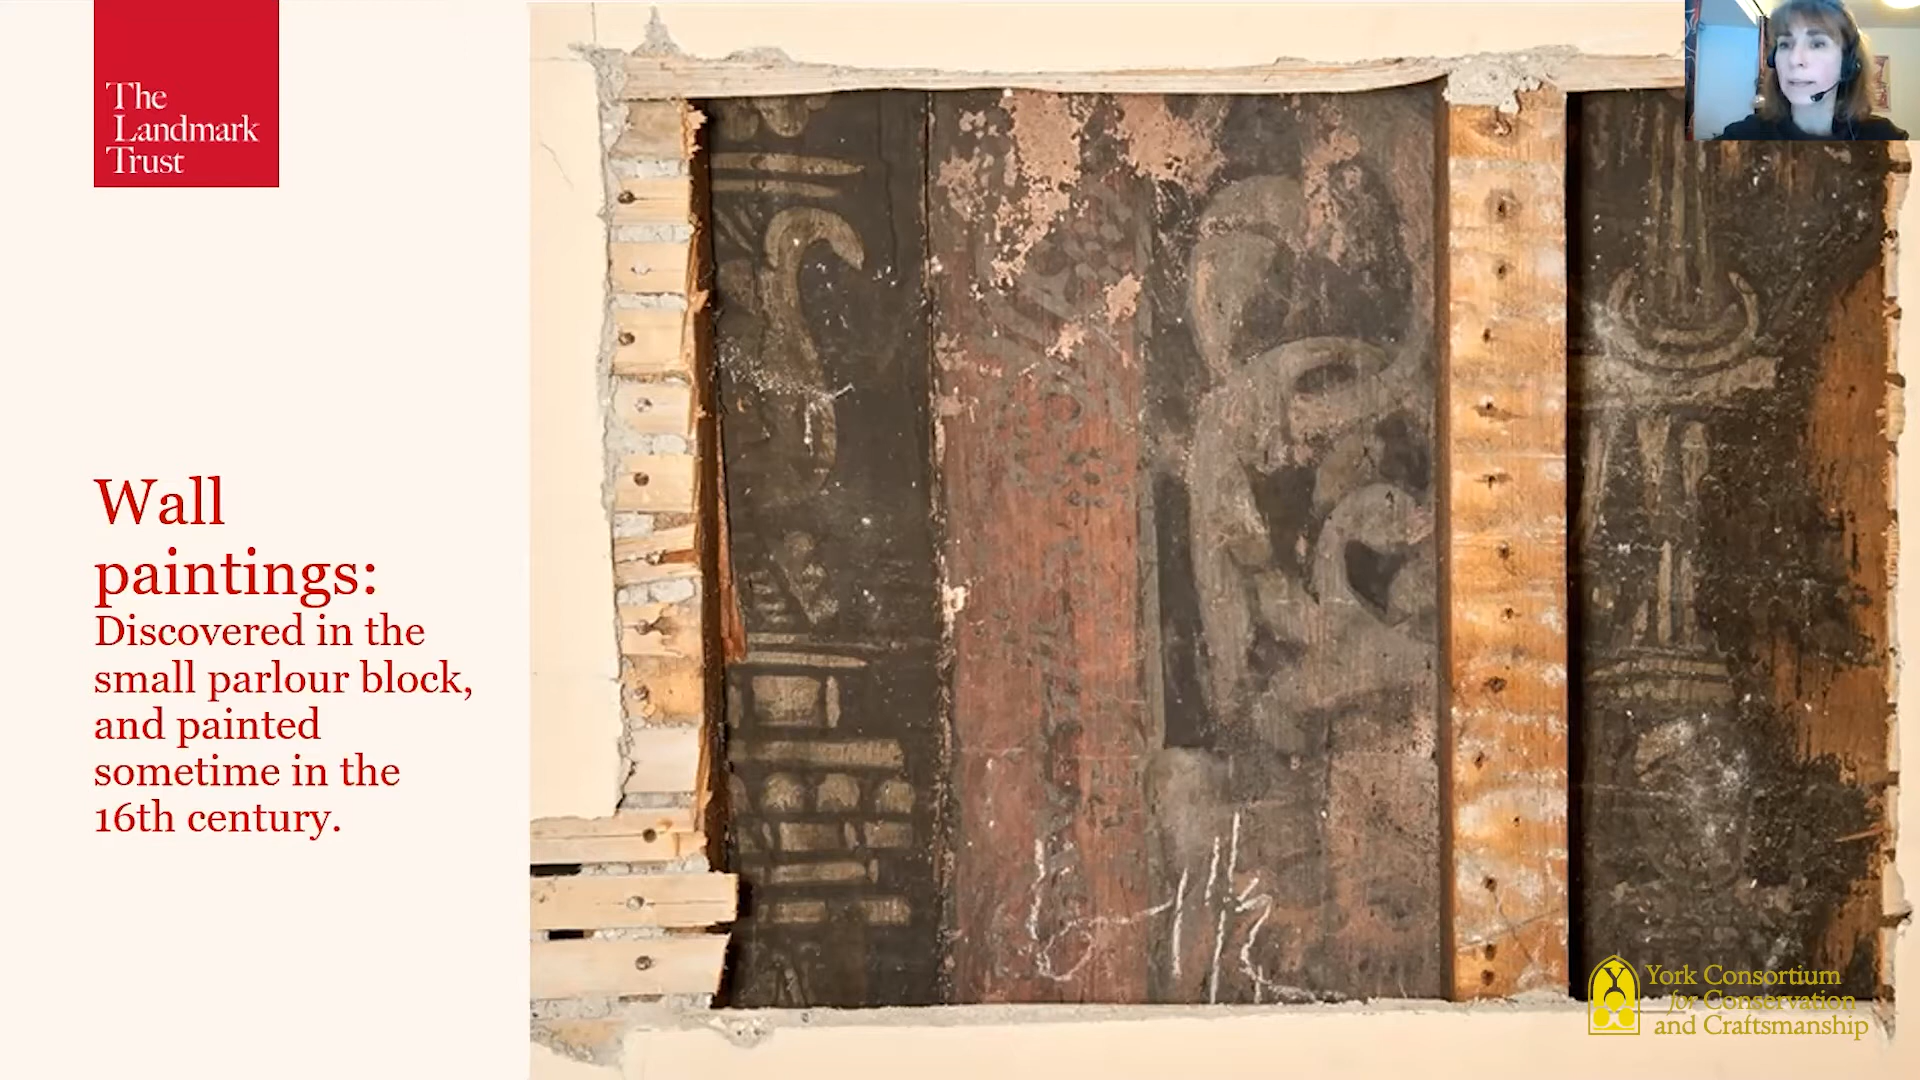 The
Landmark
Trust
Wall
paintings:
Discovered in the
small parlour block,
and painted
sometime in the
16th century.
York Consortium
for Conservation
and Craftsmanship